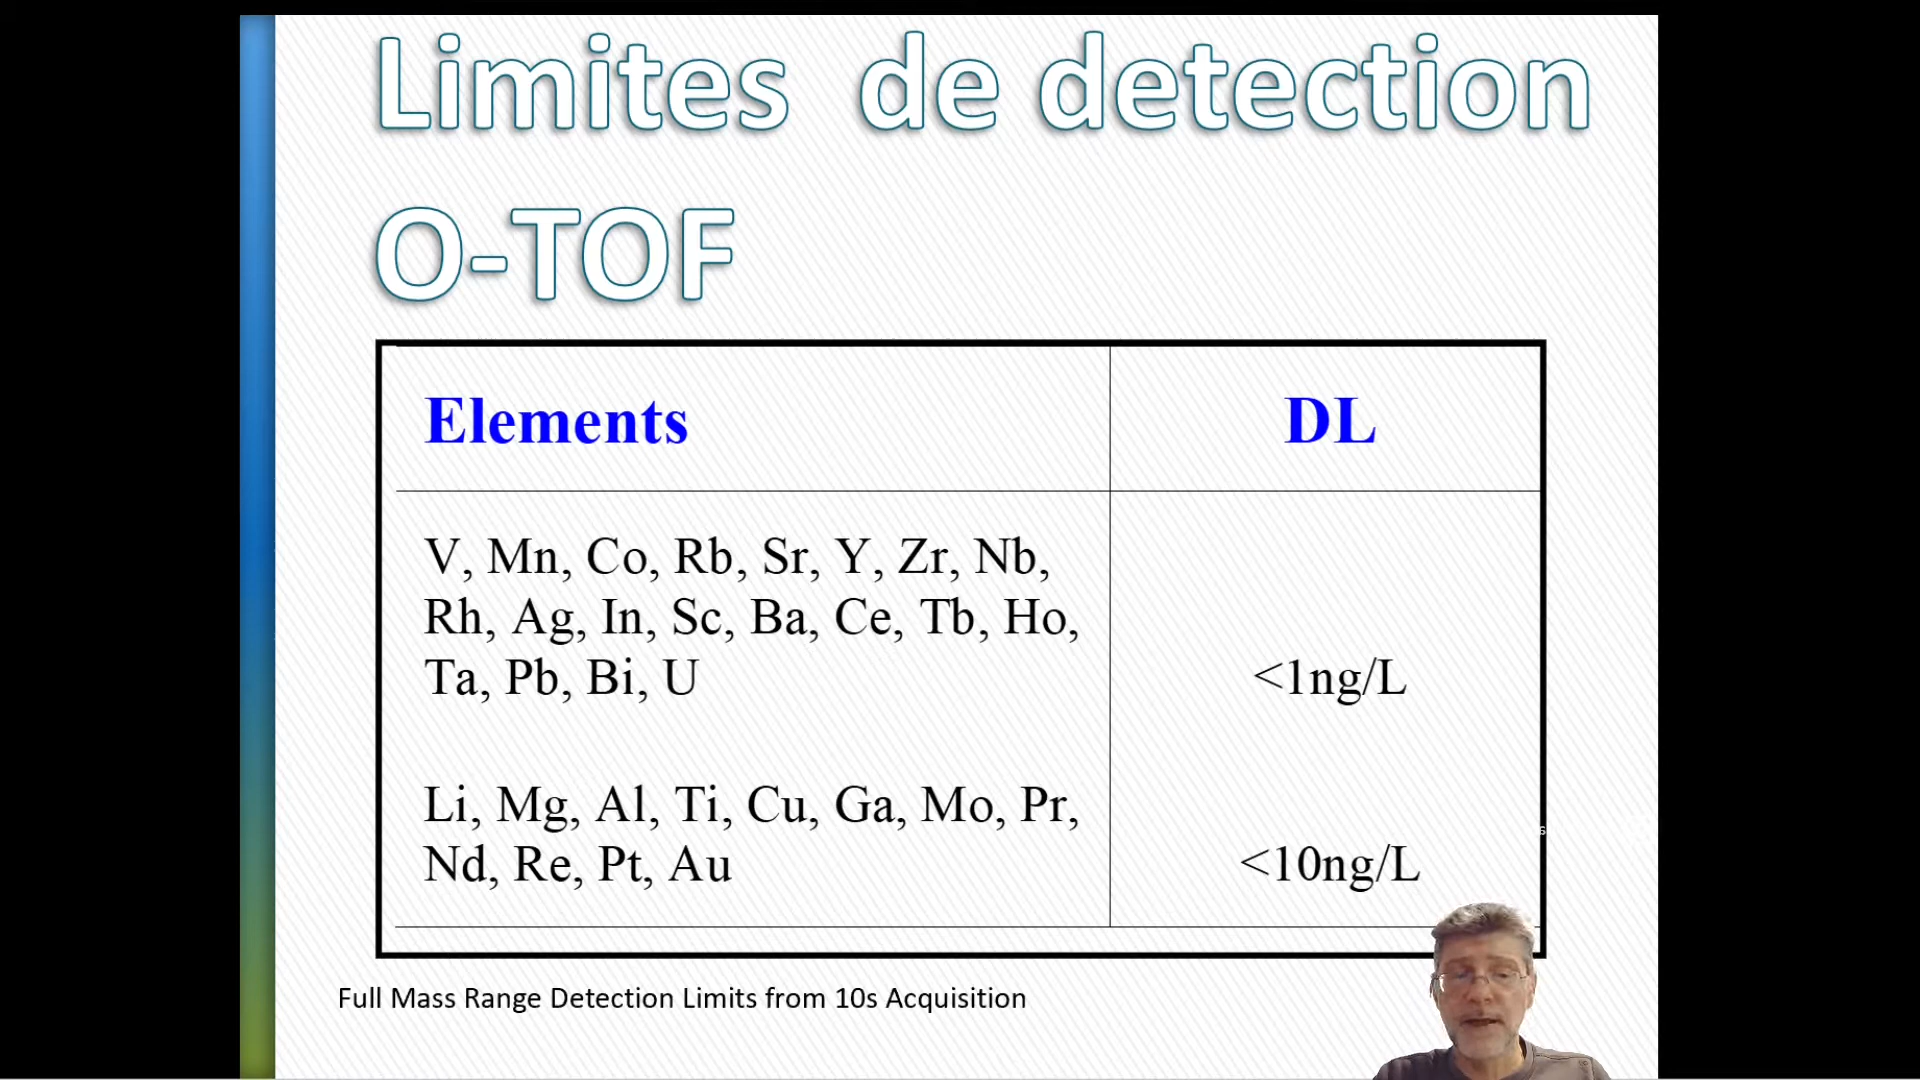 Limites de detection
O-TOF
Elements
DL
V, Mn, Co, Rb, Sr, Y, Zr, Nb,
Rh, Ag, In, Sc, Ba, Ce, Tb, Ho,
Ta, Pb, Bi, U
<1ng/L
Li, Mg, Al, Ti, Cu, Ga, Mo, Pr,
Nd, Re, Pt, Au
<10ng/L
Full Mass Range Detection Limits from 10s Acquisition